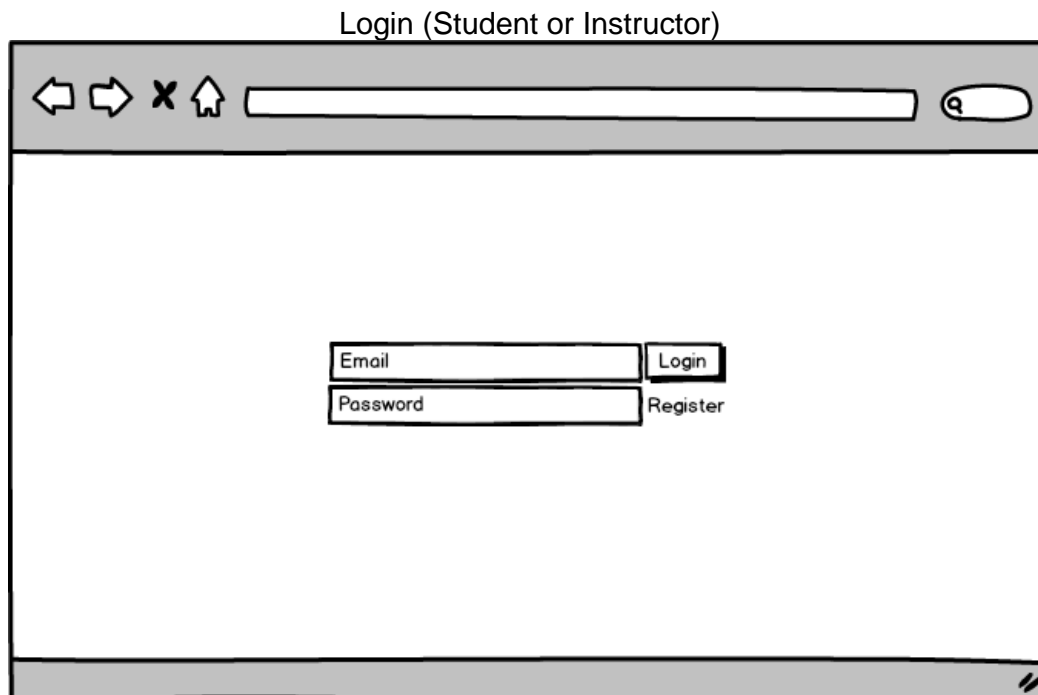 Login (Student or Instructor)
Email
Login
Password
Register